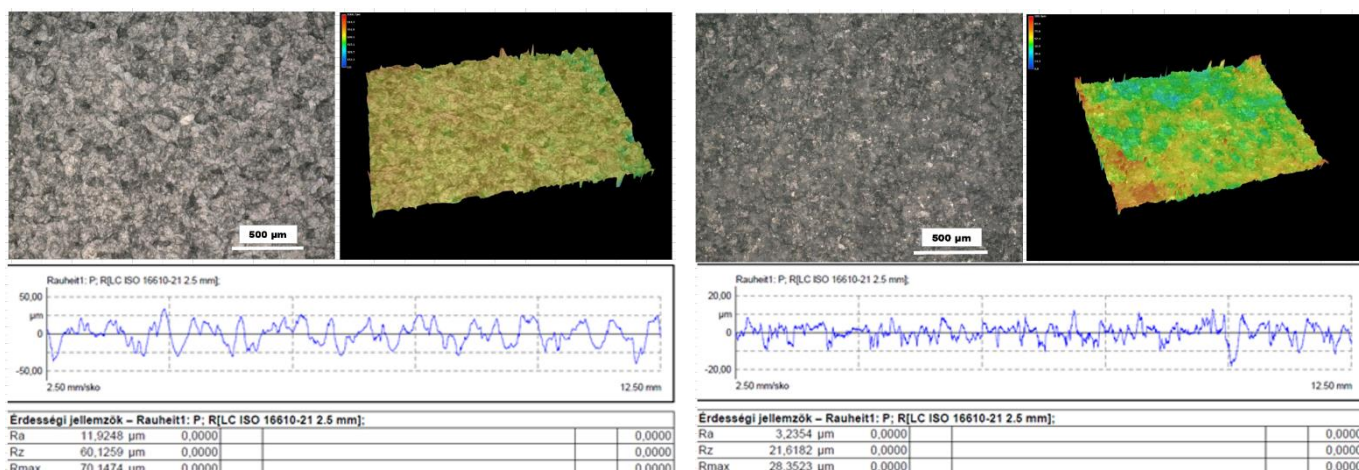 500 µm
500 µm
Rauheit1: P; R[LC ISO 16610-21 2.5 mm];
50,00
µm
0
-50,00
2.50 mm/sko
12.50 mm
Érdességi jellemzők – Rauheit1: P; R[LC ISO 16610-21 2.5 mm];
Ra 11,9248 µm 0,0000 0,0000
Rz 60,1259 µm 0,0000 0,0000
Rmax 70,1474 µm 0,0000 0,0000
Rauheit1: P; R[LC ISO 16610-21 2.5 mm];
20,00
µm
0
-20,00
2.50 mm/sko
12.50 mm
Érdességi jellemzők – Rauheit1: P; R[LC ISO 16610-21 2.5 mm];
Ra 3,2354 µm 0,0000 0,0000
Rz 21,6182 µm 0,0000 0,0000
Rmax 28,3523 µm 0,0000 0,0000